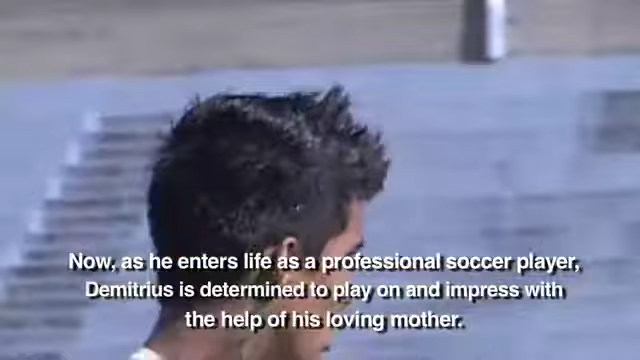 Now, as he enters life as a professional soccer player,
Demitrius is determined to play on and impress with
the help of his loving mother.